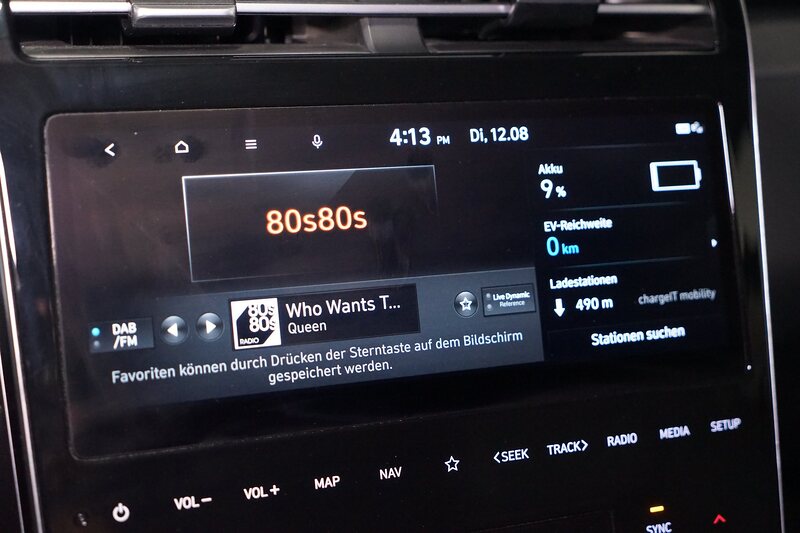 4:13 PM Di, 12.08
80s80s
Akku
9 %
EV-Reichweite
0 km
Ladestationen
490 m chargeIT mobility
Stationen suchen
DAB
/FM
80s
80s
RADIO
Who Wants T...
Queen
Live Dynamic
Reference
Favoriten können durch Drücken der Sterntaste auf dem Bildschirm
gespeichert werden.
VOL− VOL+ MAP NAV <SEEK TRACK> RADIO MEDIA SETUP
SYNC